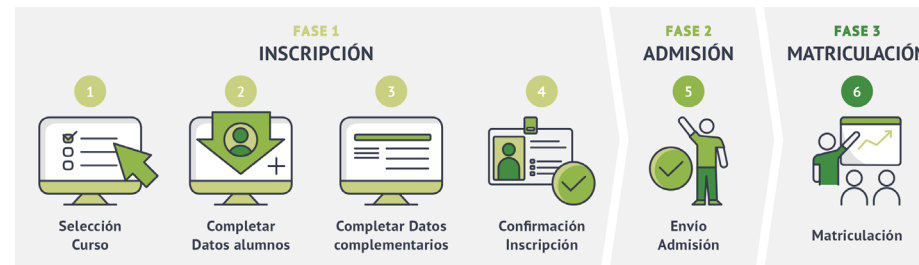 FASE 1
INSCRIPCIÓN
1
2
3
4
Selección
Curso
Completar
Datos alumnos
Completar Datos
complementarios
Confirmación
Inscripción
FASE 2
ADMISIÓN
5
Envío
Admisión
FASE 3
MATRICULACIÓN
6
Matriculación